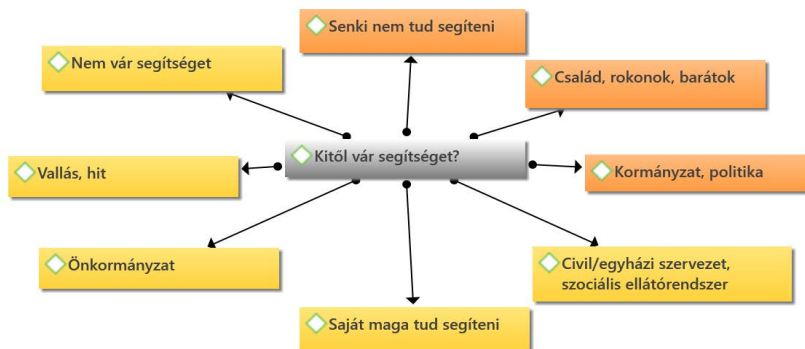 Senki nem tud segíteni
Nem vár segítséget
Család, rokonok, barátok
Kitől vár segítséget?
Vallás, hit
Kormányzat, politika
Önkormányzat
Civil/egyházi szervezet,
szociális ellátórendszer
Saját maga tud segíteni